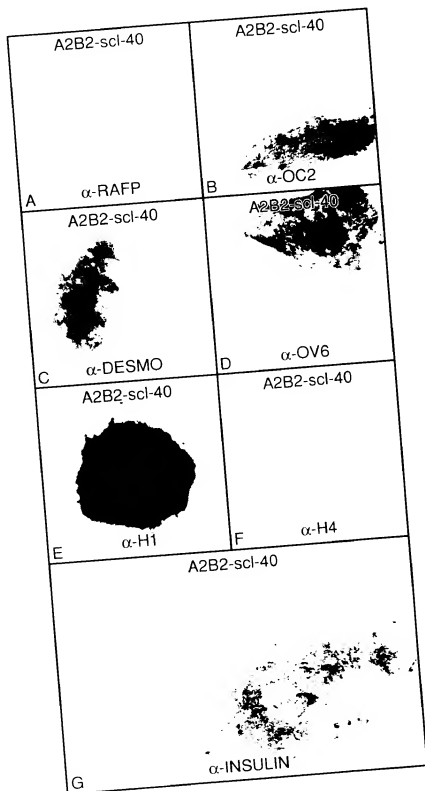 A2B2-scl-40
A α-RAFP
A2B2-scl-40
B α-OC2
A2B2-scl-40
C α-DESMO
A2B2-scl-40
D α-OV6
A2B2-scl-40
E α-H1
A2B2-scl-40
F α-H4
A2B2-scl-40
G α-INSULIN